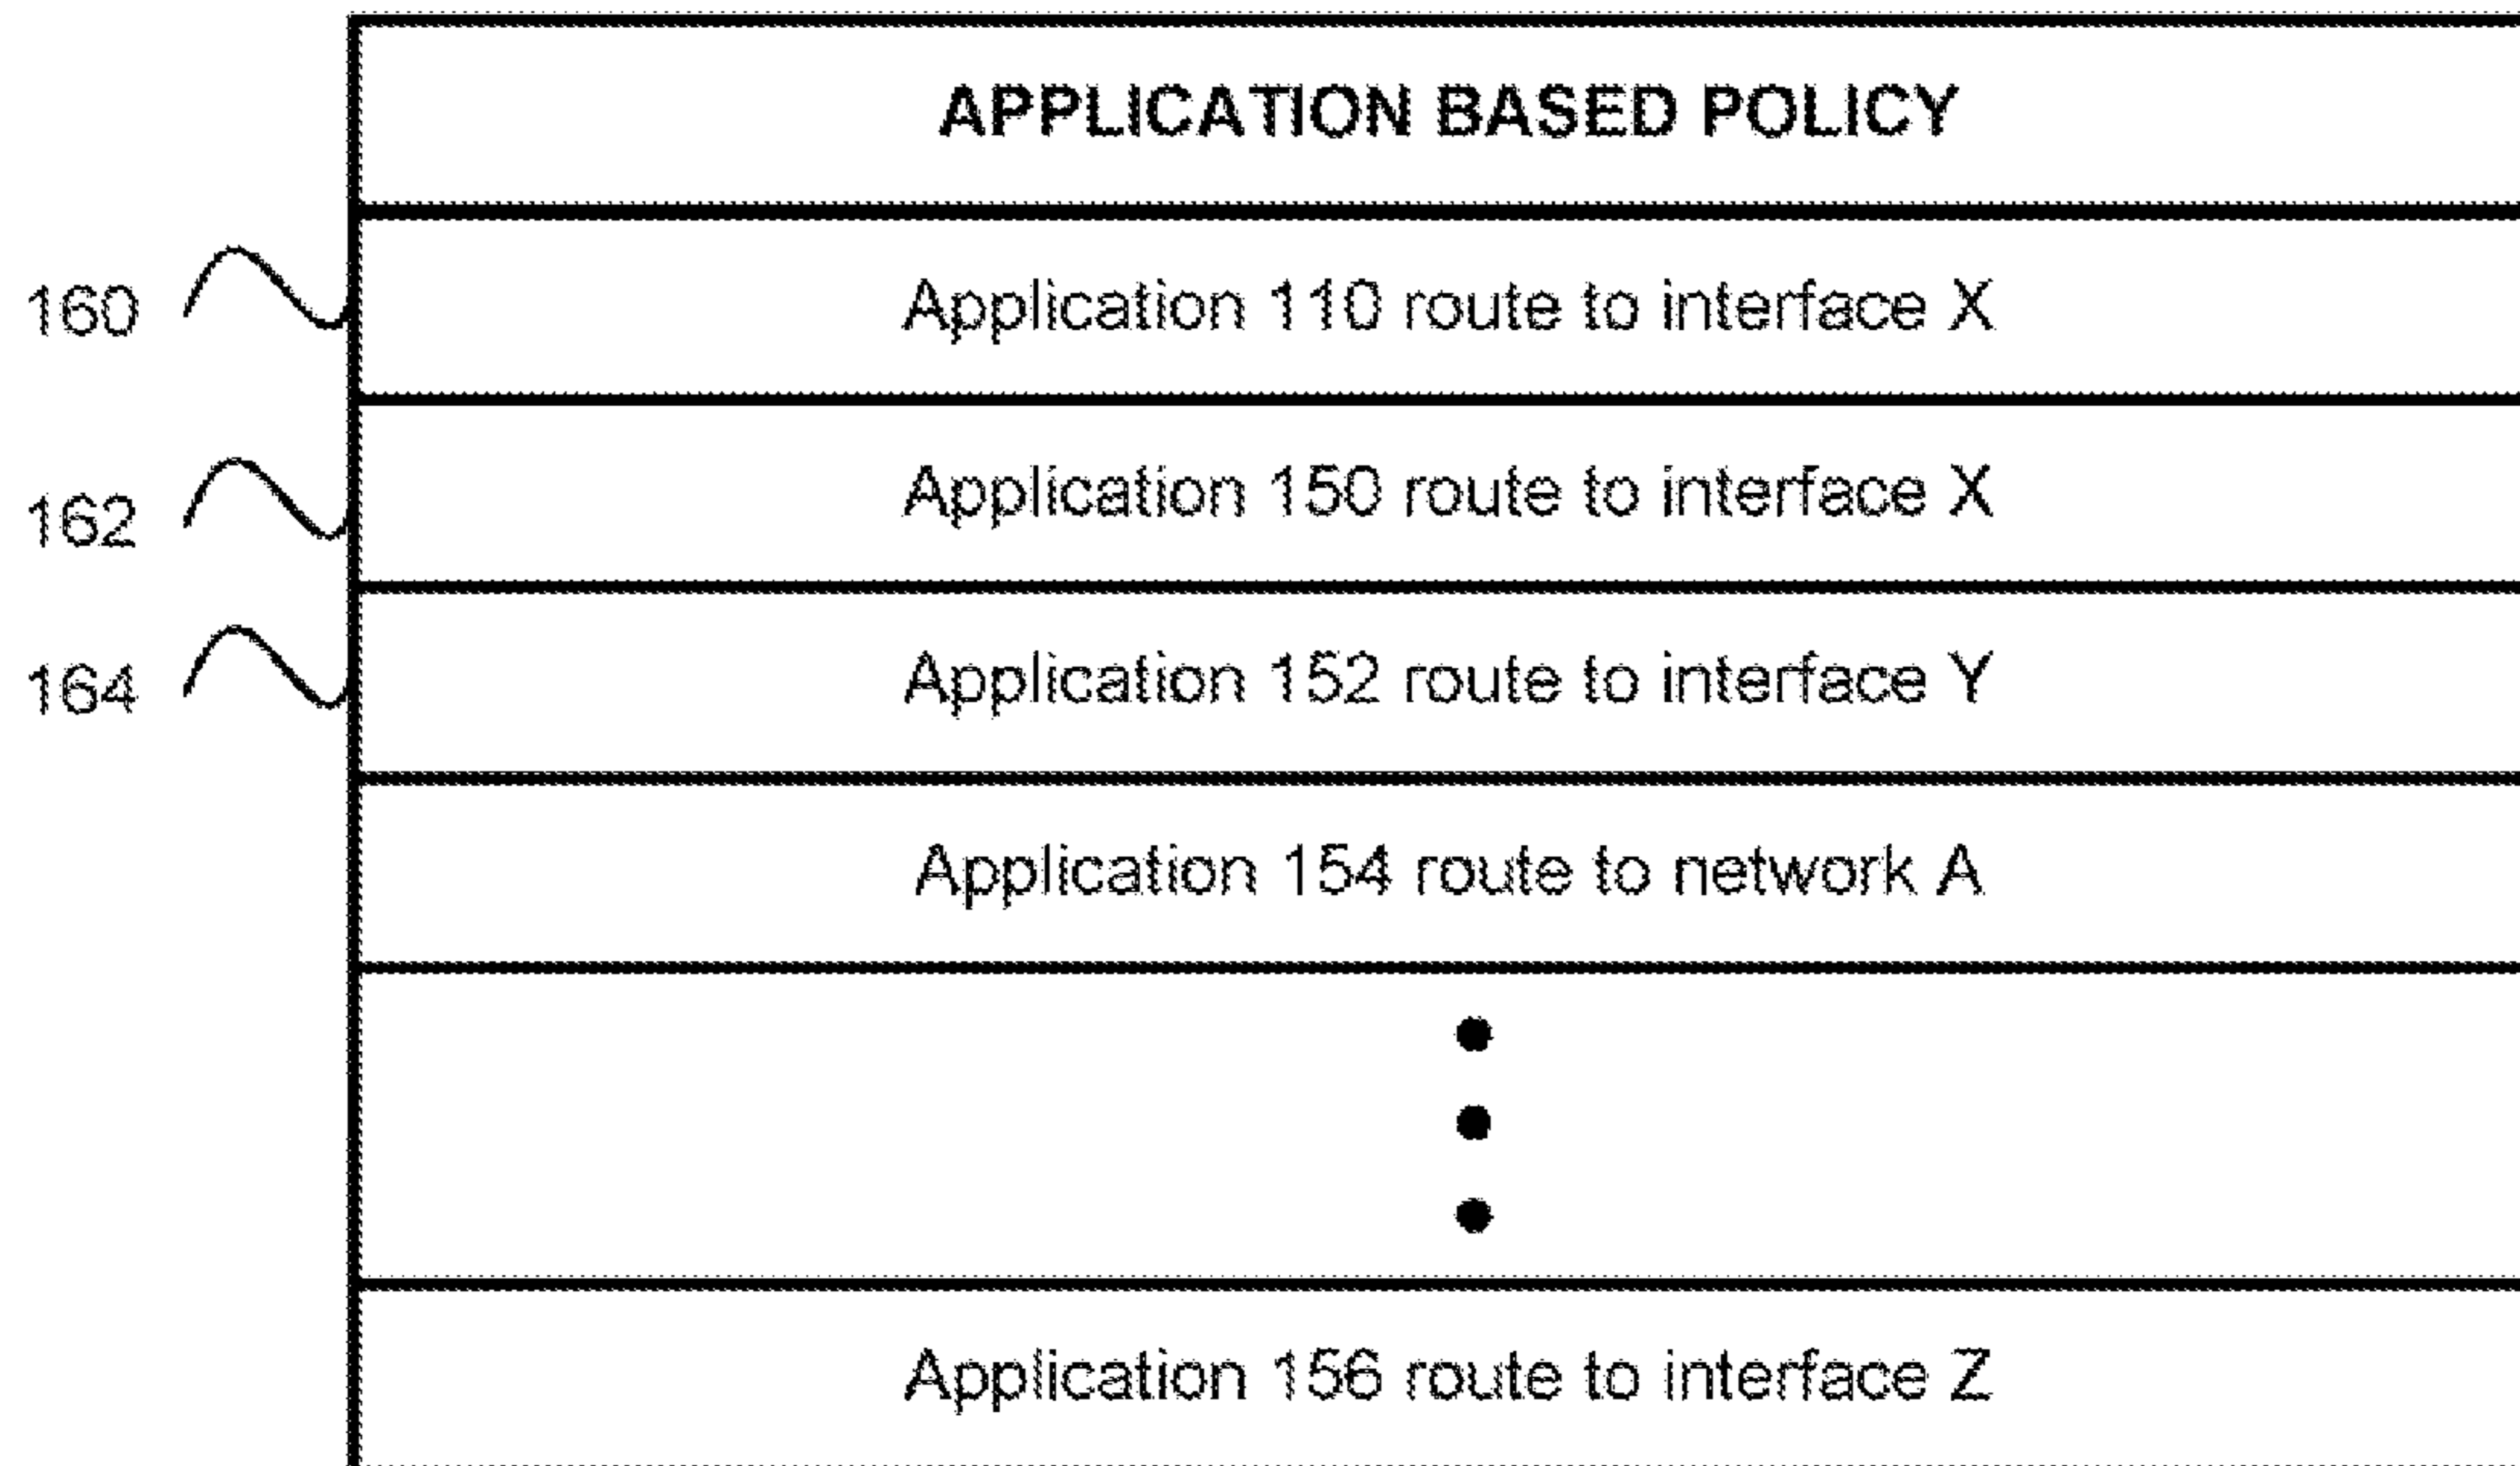 APPLICATION BASED POLICY
160
Application 110 route to interface X
162
Application 150 route to interface X
164
Application 152 route to interface Y
Application 154 route to network A
Application 156 route to interface Z